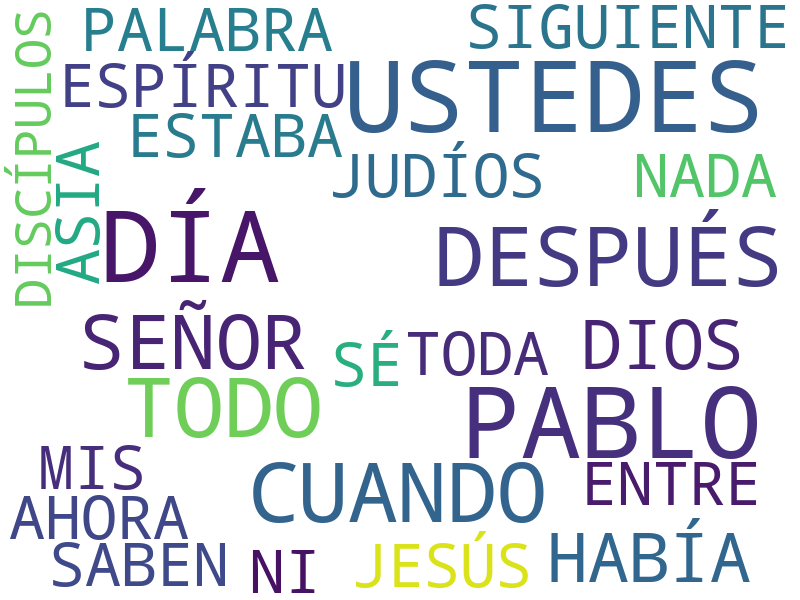 PALABRA
SIGUIENTE
ESPÍRITU
USTEDES
DISCÍPULOS
ESTABA
ASIA
JUDÍOS
NADA
DÍA
DESPUÉS
SEÑOR
SÉ
TODA
DIOS
TODO
PABLO
MIS
CUANDO
ENTRE
AHORA
SABEN
NI
JESÚS
HABÍA